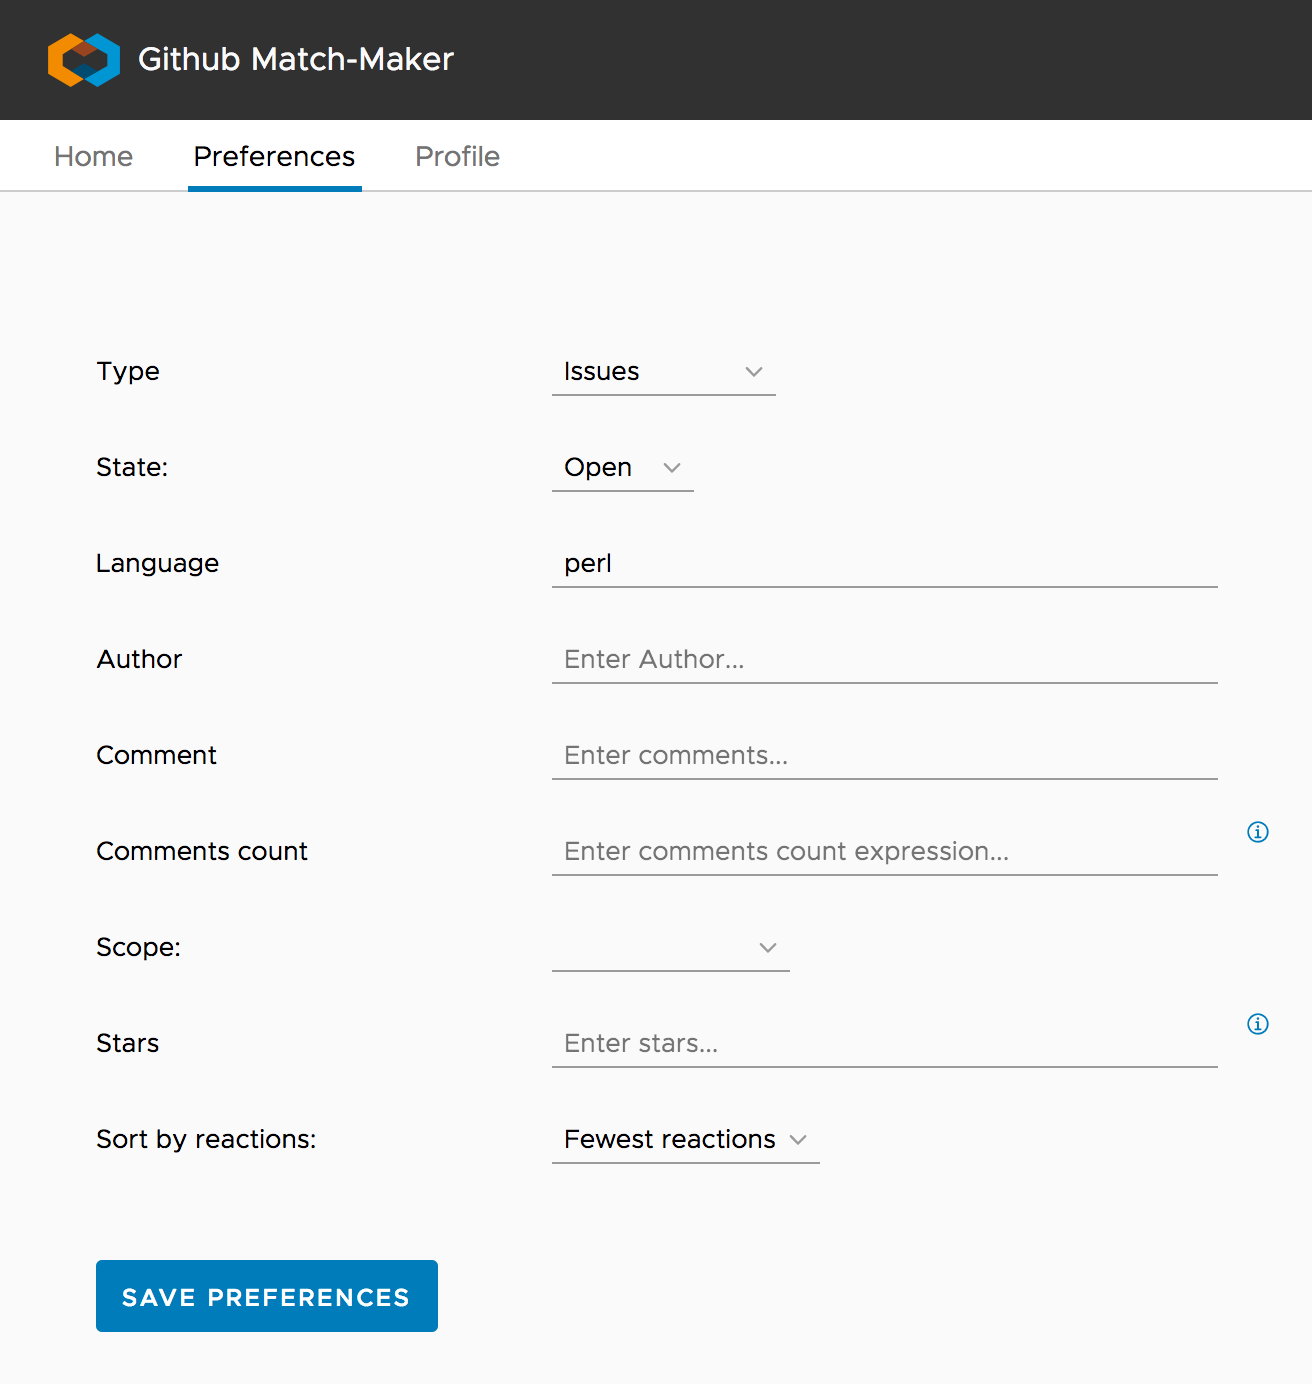 Github Match-Maker
Home Preferences Profile
Type Issues
State: Open
Language perl
Author Enter Author...
Comment Enter comments...
Comments count Enter comments count expression...
Scope:
Stars Enter stars...
Sort by reactions: Fewest reactions
SAVE PREFERENCES